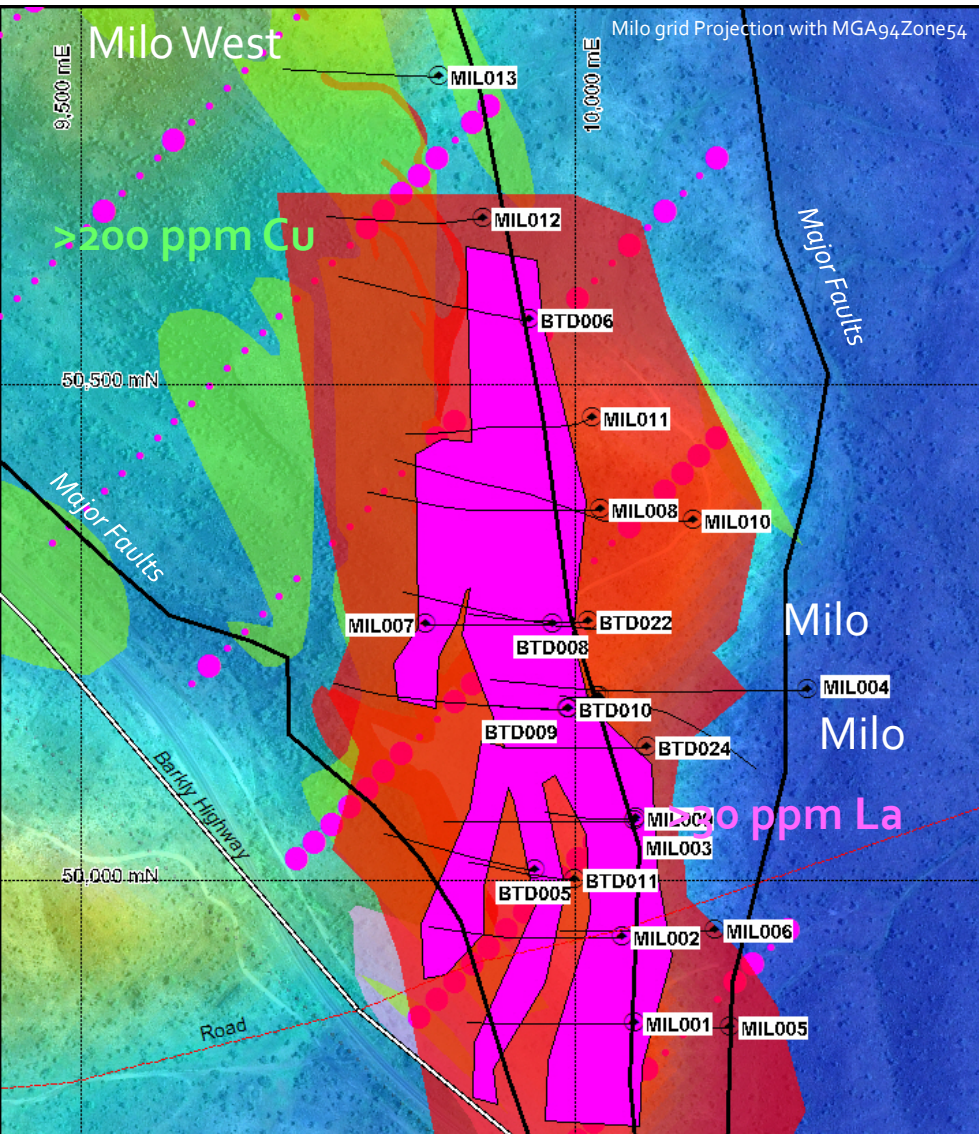 Milo grid Projection with MGA94Zone54
Milo West
9,500 mE
10,000 mE
MIL013
MIL012
>200 ppm Cu
Major Faults
BTD006
50,500 mN
MIL011
Major Faults
MIL008
MIL010
MIL007
BTD022
BTD008
Milo
MIL004
BTD010
BTD009
Milo
BTD024
Barkly Highway
MIL009
>90 ppm La
MIL003
50,000 mN
BTD005
BTD011
MIL006
MIL002
Road
MIL001
MIL005